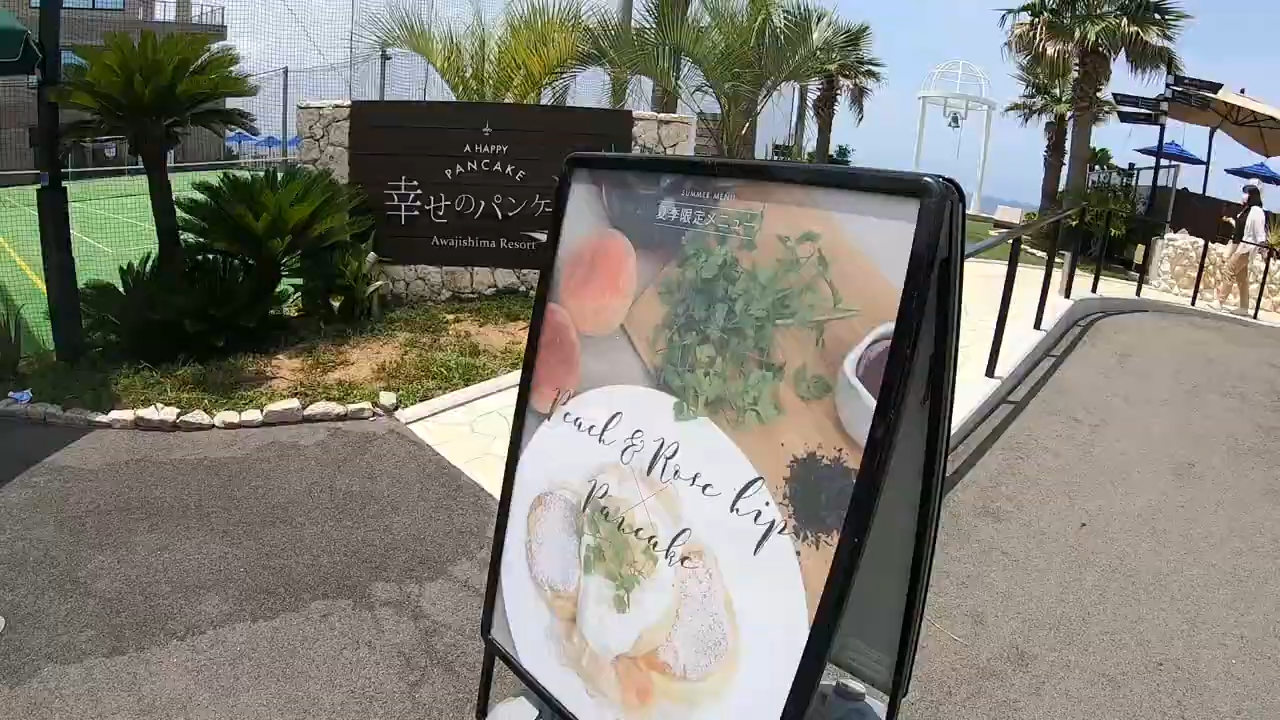 A HAPPY
PANCAKE
幸せのパンケ
Awajishima Resort
SUMMER MENU
夏季限定メニュー
Peach & Rose hip
Pancake